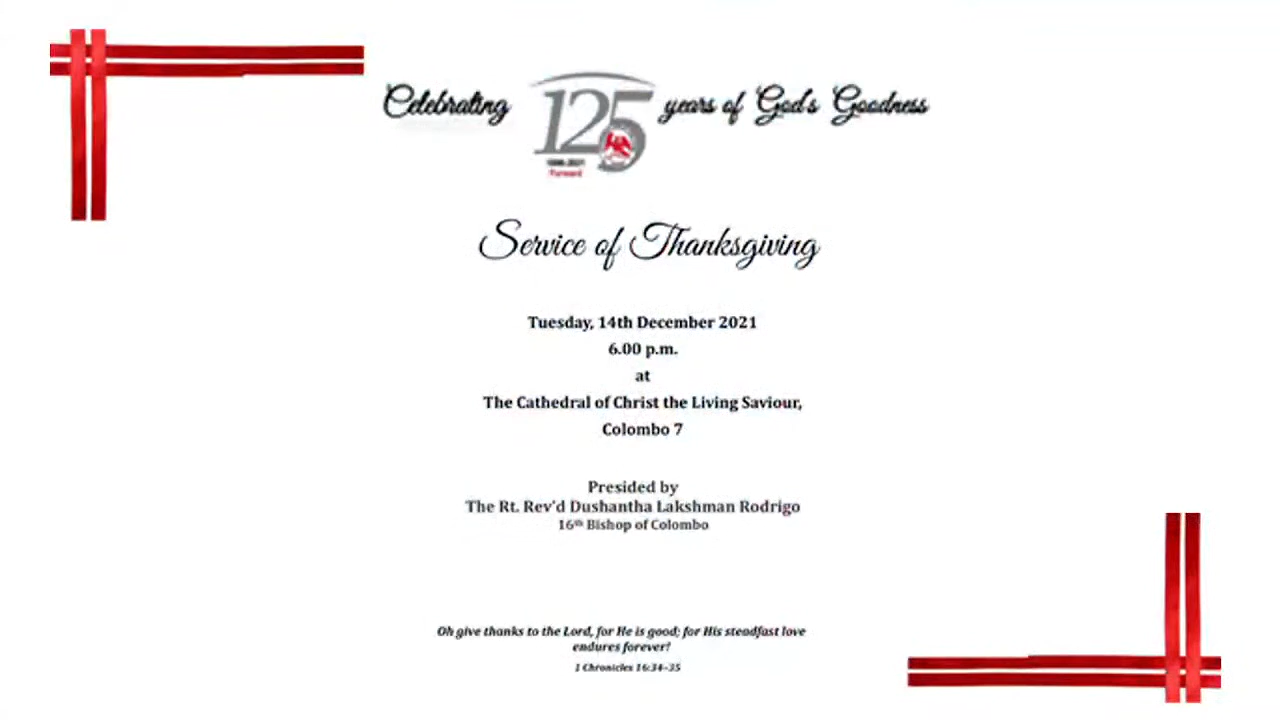 Celebrating 125 years of God's Goodness
1896-2021
Forward
Service of Thanksgiving
Tuesday, 14th December 2021
6.00 p.m.
at
The Cathedral of Christ the Living Saviour,
Colombo 7
Presided by
The Rt. Rev'd Dushantha Lakshman Rodrigo
16th Bishop of Colombo
Oh give thanks to the Lord, for He is good; for His steadfast love
endures forever!
1 Chronicles 16:34-35